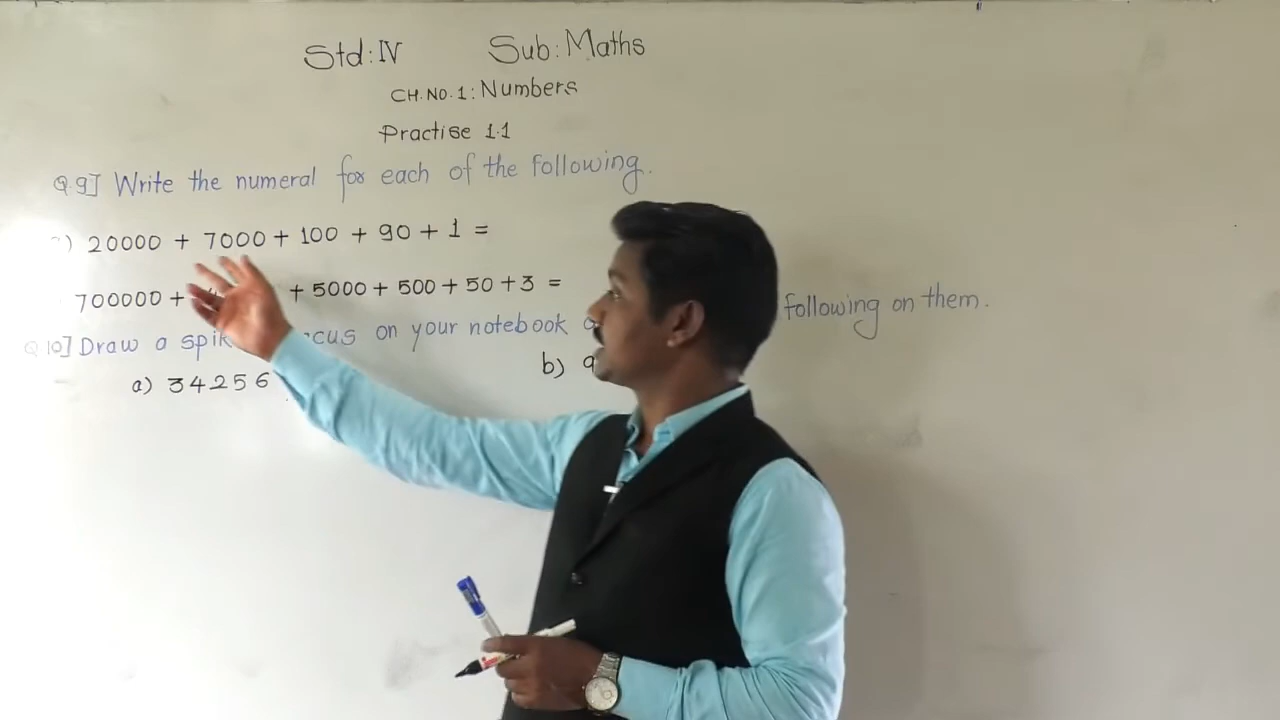 Std:IV Sub:Maths
CH.NO.1:Numbers
Practise 1.1
Q.9] Write the numeral for each of the following.
) 20000 + 7000 + 100 + 90 + 1 =
700000 + + 5000 + 500 + 50 + 3 =
Q 10] Draw a spik cus on your notebook following on them.
a) 34256 b) 9